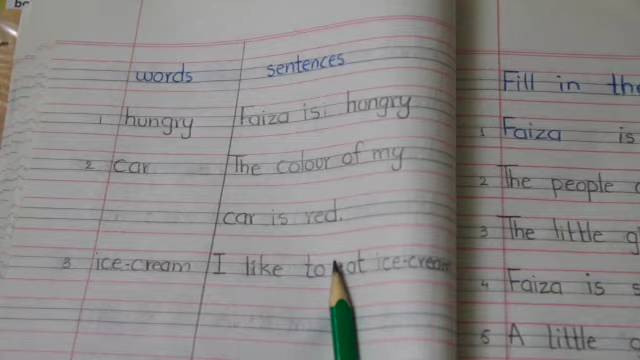 words sentences
1 hungry Faiza is hungry
2 car The colour of my
car is red.
3 ice-cream I like to eat ice-cream
Fill in the
1 Faiza is
2 The people
3 The little
4 Faiza is
5 A little